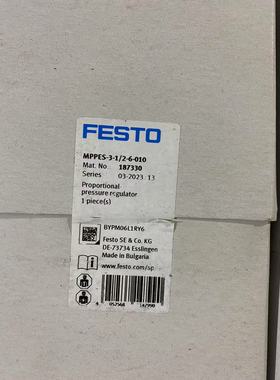 FESTO
MPPES-3-1/2-6-010
Mat. No 187330
Series 03-2023 13
Proportional
pressure regulator
1 piece(s)
BYPM06L1RY6
Festo SE & Co. KG
DE-73734 Esslingen
Made in Bulgaria
www.festo.com/sp